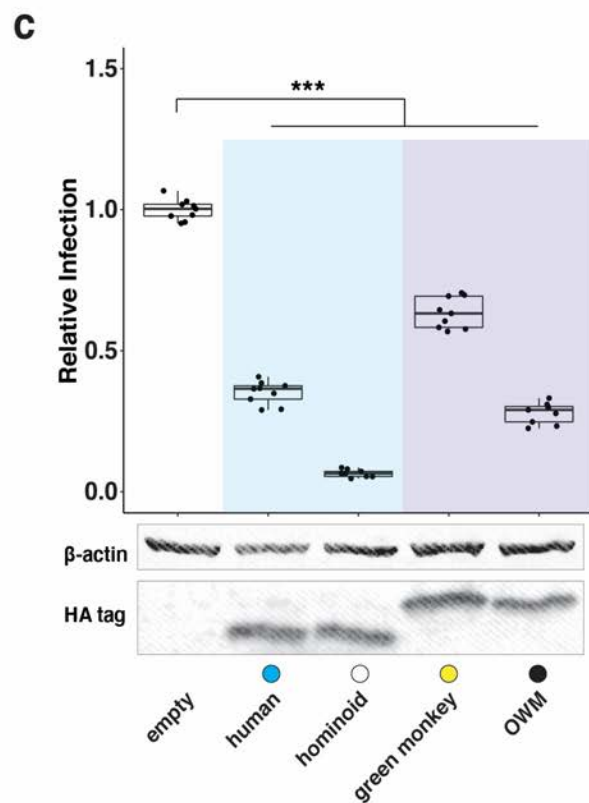 C
***
1.5
1.0
0.5
0.0
Relative Infection
β-actin
HA tag
empty
human
hominoid
green monkey
OWM